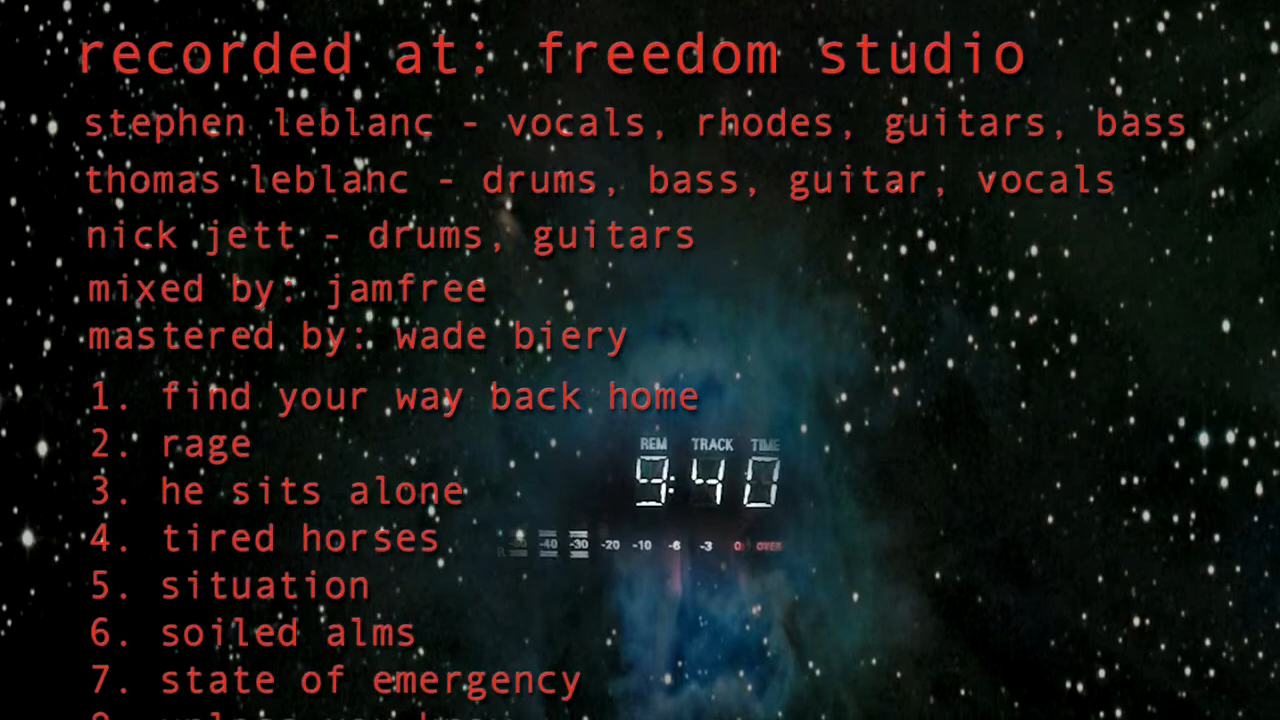 recorded at: freedom studio
stephen leblanc - vocals, rhodes, guitars, bass
thomas leblanc - drums, bass, guitar, vocals
nick jett - drums, guitars
mixed by: jamfree
mastered by: wade biery
1. find your way back home
2. rage
3. he sits alone
REM TRACK TIME
9:40
4. tired horses
-40 -30 -20 -10 -6 -3 0 OVER
5. situation
6. soiled alms
7. state of emergency